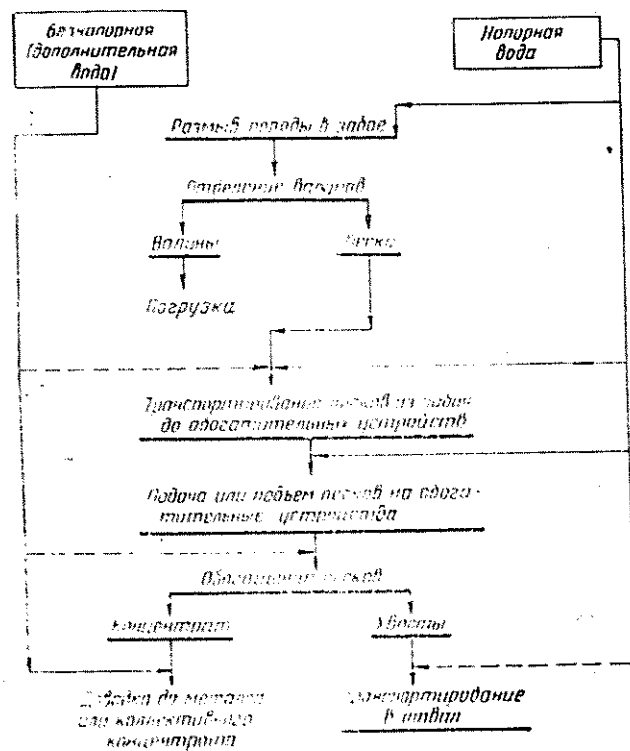 Безнапорная
(дополнительная
вода)
Напорная
вода
Размыв породы в забое
Отделение валунов
Валуны
Пески
Погрузка
Транспортирование песков из забоя
до обогатительных устройств
Подача или подъем песков на обога-
тительные устройства
Обогащение песков
Концентрат
Хвосты
Доводка до металла
или коллективного
концентрата
Транспортирование
в отвал